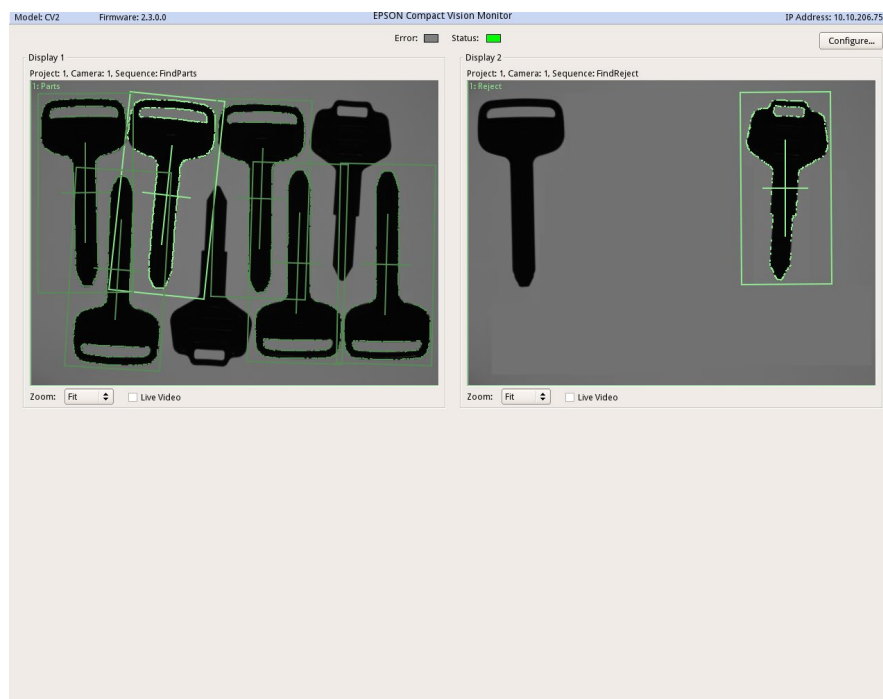 Model: CV2 Firmware: 2.3.0.0 EPSON Compact Vision Monitor IP Address: 10.10.206.75
Error: Status:
Configure...
Display 1
Project: 1, Camera: 1, Sequence: FindParts
1: Parts
Zoom: Fit Live Video
Display 2
Project: 1, Camera: 1, Sequence: FindReject
1: Reject
Zoom: Fit Live Video